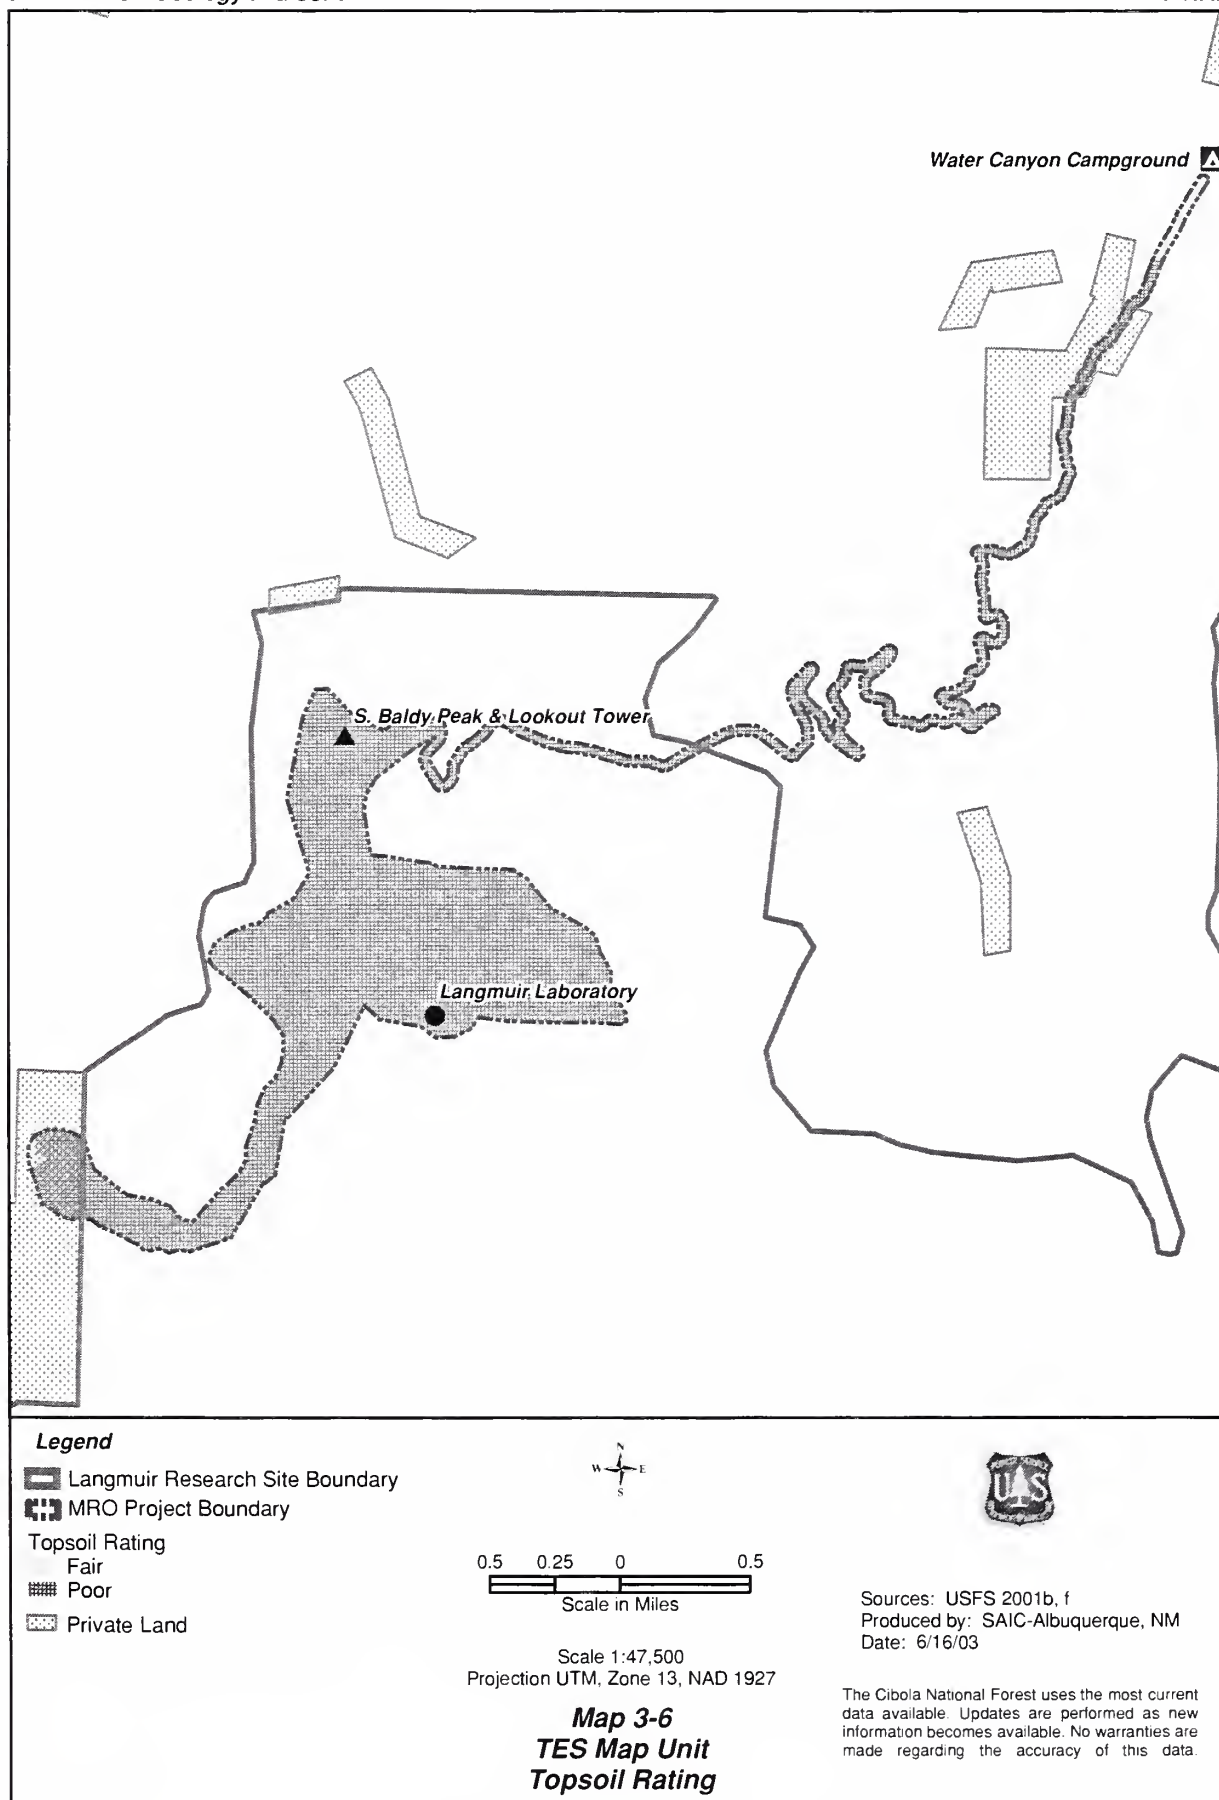 Water Canyon Campground
S. Baldy Peak & Lookout Tower
Langmuir Laboratory
Legend
Langmuir Research Site Boundary
MRO Project Boundary
Topsoil Rating
Fair
Poor
Private Land
N
W E
S
0.5 0.25 0 0.5
Scale in Miles
Scale 1:47,500
Projection UTM, Zone 13, NAD 1927
Map 3-6
TES Map Unit
Topsoil Rating
U S
Sources: USFS 2001b, f
Produced by: SAIC-Albuquerque, NM
Date: 6/16/03
The Cibola National Forest uses the most current
data available. Updates are performed as new
information becomes available. No warranties are
made regarding the accuracy of this data.